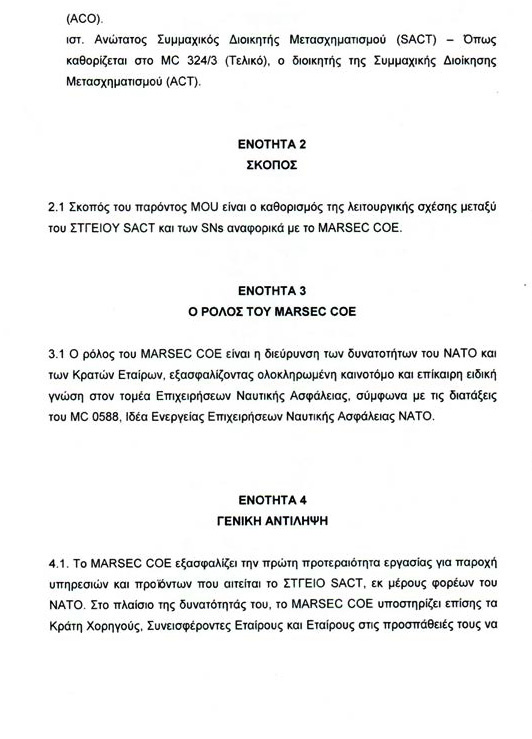 (ACO).
ιστ. Ανώτατος Συμμαχικός Διοικητής Μετασχηματισμού (SACT) – Όπως
καθορίζεται στο MC 324/3 (Τελικό), ο διοικητής της Συμμαχικής Διοίκησης
Μετασχηματισμού (ACT).
ΕΝΟΤΗΤΑ 2
ΣΚΟΠΟΣ
2.1 Σκοπός του παρόντος MOU είναι ο καθορισμός της λειτουργικής σχέσης μεταξύ
του ΣΤΓΕΙΟΥ SACT και των SNs αναφορικά με το MARSEC COE.
ΕΝΟΤΗΤΑ 3
Ο ΡΟΛΟΣ ΤΟΥ MARSEC COE
3.1 Ο ρόλος του MARSEC COE είναι η διεύρυνση των δυνατοτήτων του ΝΑΤΟ και
των Κρατών Εταίρων, εξασφαλίζοντας ολοκληρωμένη καινοτόμο και επίκαιρη ειδική
γνώση στον τομέα Επιχειρήσεων Ναυτικής Ασφάλειας, σύμφωνα με τις διατάξεις
του MC 0588, Ιδέα Ενεργείας Επιχειρήσεων Ναυτικής Ασφάλειας ΝΑΤΟ.
ΕΝΟΤΗΤΑ 4
ΓΕΝΙΚΗ ΑΝΤΙΛΗΨΗ
4.1. Το MARSEC COE εξασφαλίζει την πρώτη προτεραιότητα εργασίας για παροχή
υπηρεσιών και προϊόντων που αιτείται το ΣΤΓΕΙΟ SACT, εκ μέρους φορέων του
ΝΑΤΟ. Στο πλαίσιο της δυνατότητάς του, το MARSEC COE υποστηρίζει επίσης τα
Κράτη Χορηγούς, Συνεισφέροντες Εταίρους και Εταίρους στις προσπάθειές τους να